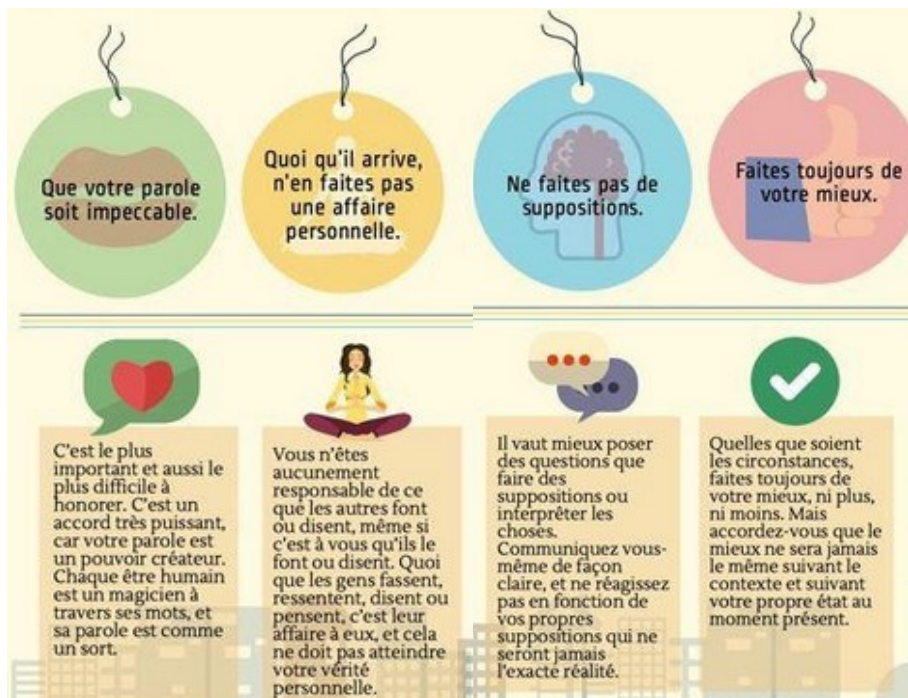 Que votre parole
soit impeccable.
Quoi qu'il arrive,
n'en faites pas
une affaire
personnelle.
Ne faites pas de
suppositions.
Faites toujours de
votre mieux.
C'est le plus
important et aussi le
plus difficile à
honorer. C'est un
accord très puissant,
car votre parole est
un pouvoir créateur.
Chaque être humain
est un magicien à
travers ses mots, et
sa parole est comme
un sort.
Vous n'êtes
aucunement
responsable de ce
que les autres font
ou disent, même si
c'est à vous qu'ils le
font ou disent. Quoi
que les gens fassent,
ressentent, disent ou
pensent, c'est leur
affaire à eux, et cela
ne doit pas atteindre
votre vérité
personnelle.
Il vaut mieux poser
des questions que
faire des
suppositions ou
interprêter les
choses.
Communiquez vous-
même de façon
claire, et ne réagissez
pas en fonction de
vos propres
suppositions qui ne
seront jamais
l'exacte réalité.
Quelles que soient
les circonstances,
faites toujours de
votre mieux, ni plus,
ni moins. Mais
accordez-vous que le
mieux ne sera jamais
le même suivant le
contexte et suivant
votre propre état au
moment présent.